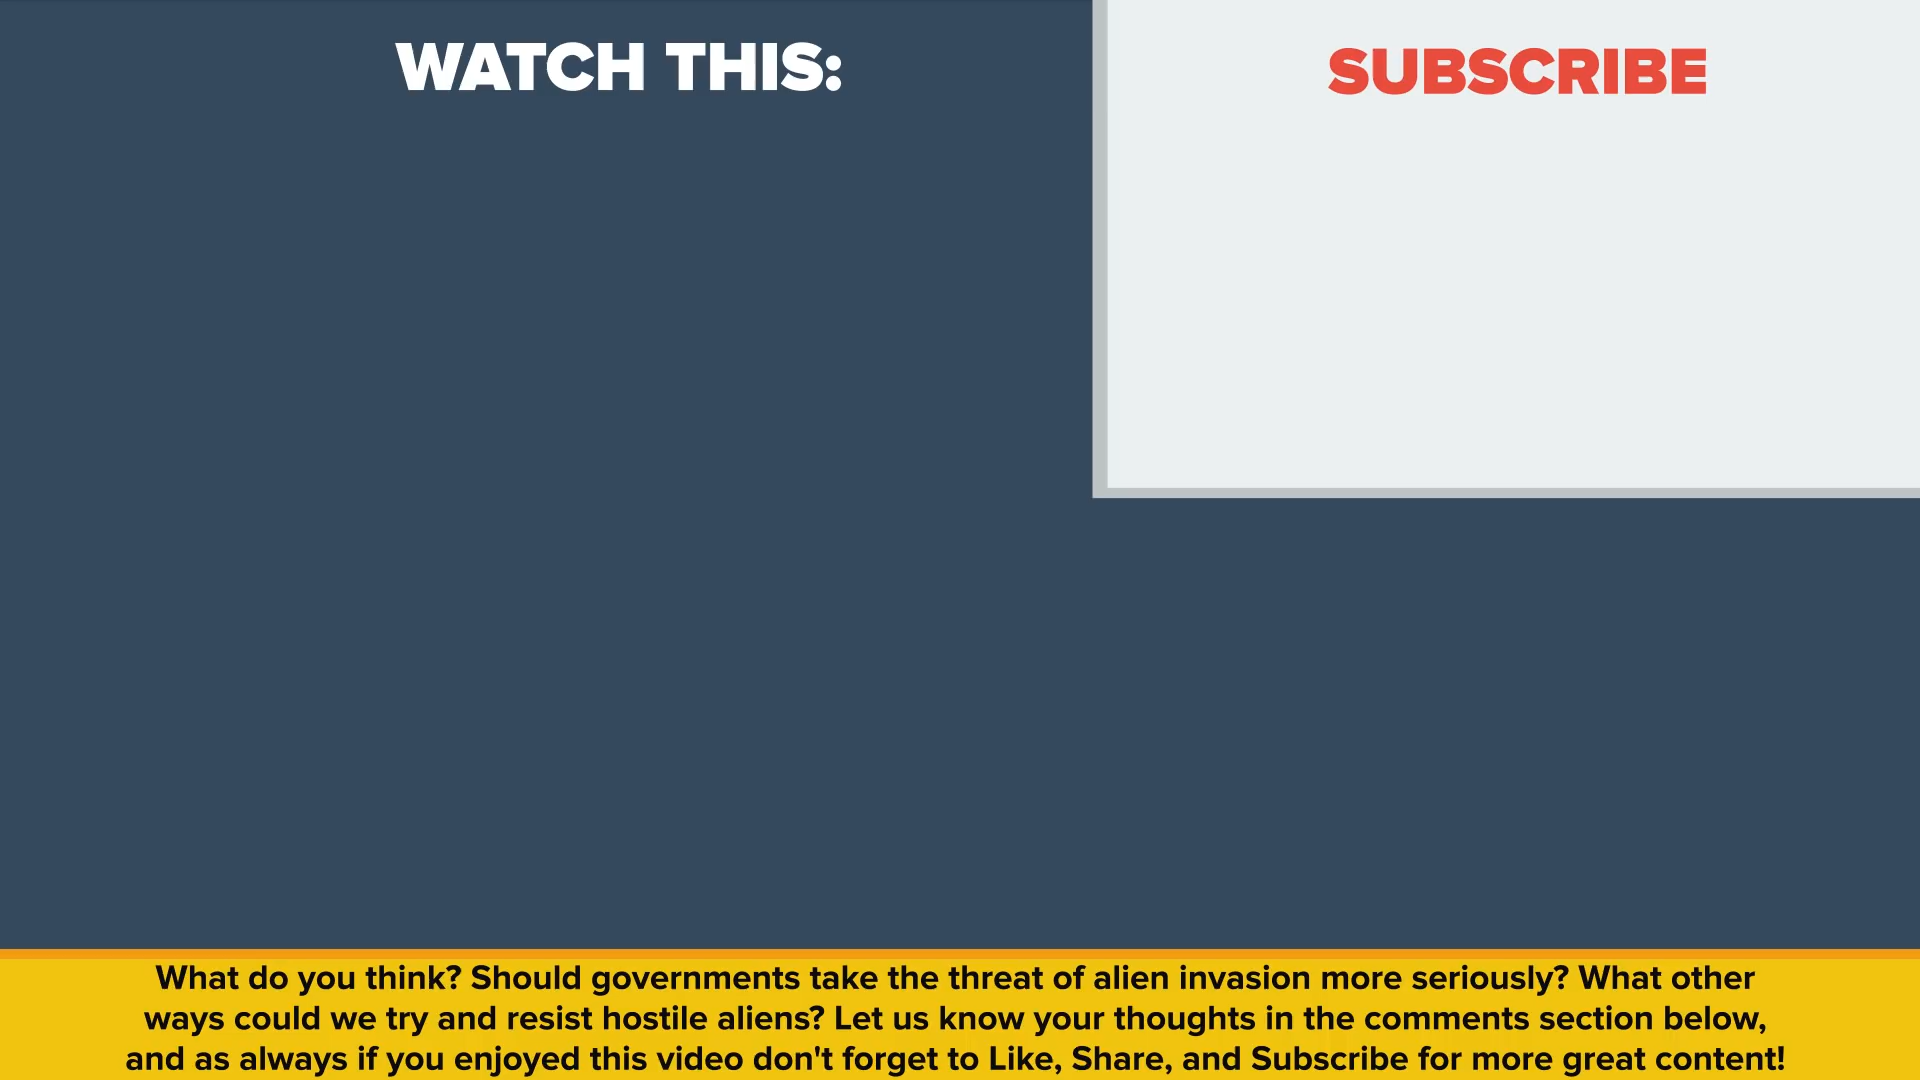 WATCH THIS:
SUBSCRIBE
What do you think? Should governments take the threat of alien invasion more seriously? What other
ways could we try and resist hostile aliens? Let us know your thoughts in the comments section below,
and as always if you enjoyed this video don't forget to Like, Share, and Subscribe for more great content!